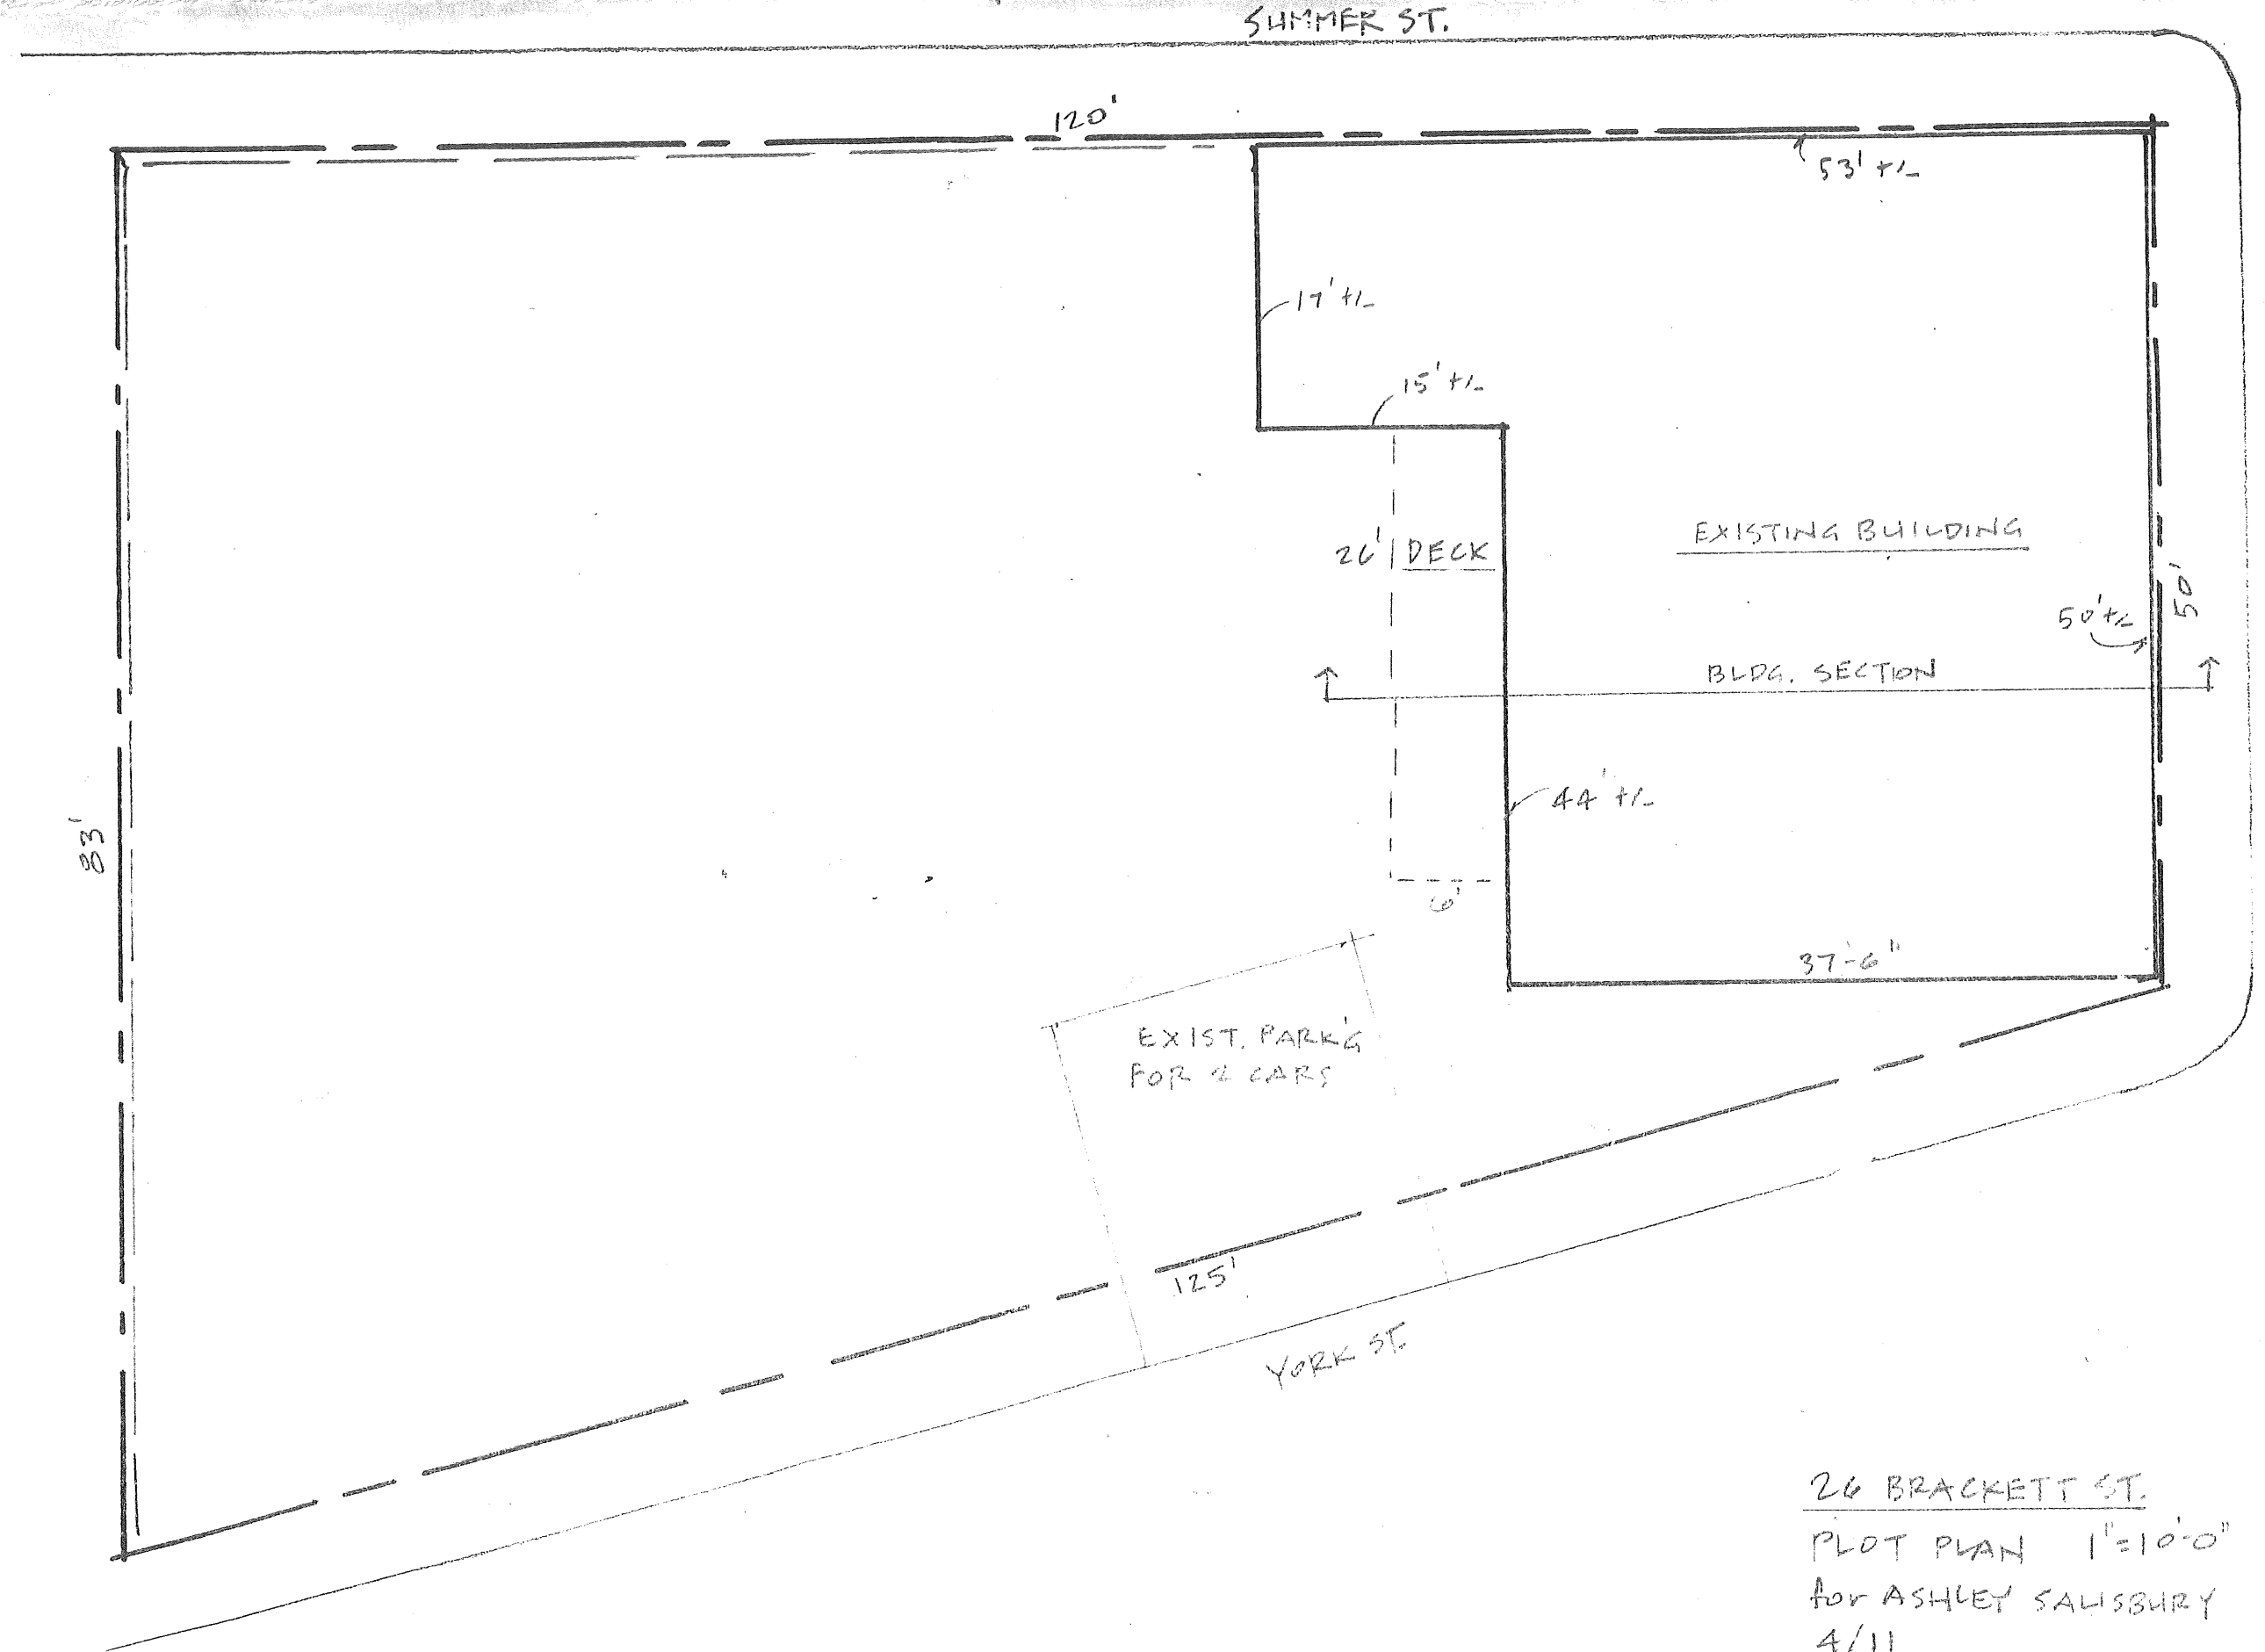 SUMMER ST.
120'
53' +/-
17' +/-
15' +/-
26'
DECK
EXISTING BUILDING
50' +/-
50'
BLDG. SECTION
83'
44' +/-
6'
37'-6"
EXIST. PARK'G
FOR 2 CARS
125'
YORK ST.
26 BRACKETT ST.
PLOT PLAN 1"=10'-0"
for ASHLEY SALISBURY
4/11